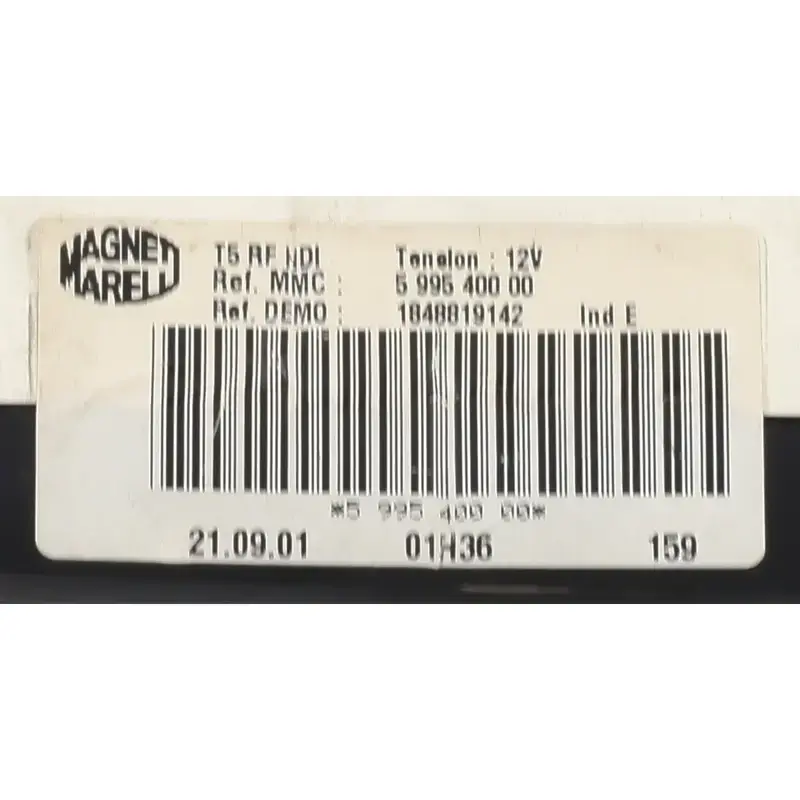 MAGNETI
MARELLI
T5 RF NDI Tension : 12V
Ref. MMC : 5 995 400 00
Ref. DEMO : 1848819142 Ind E
*5 995 400 00*
21.09.01 01H36 159